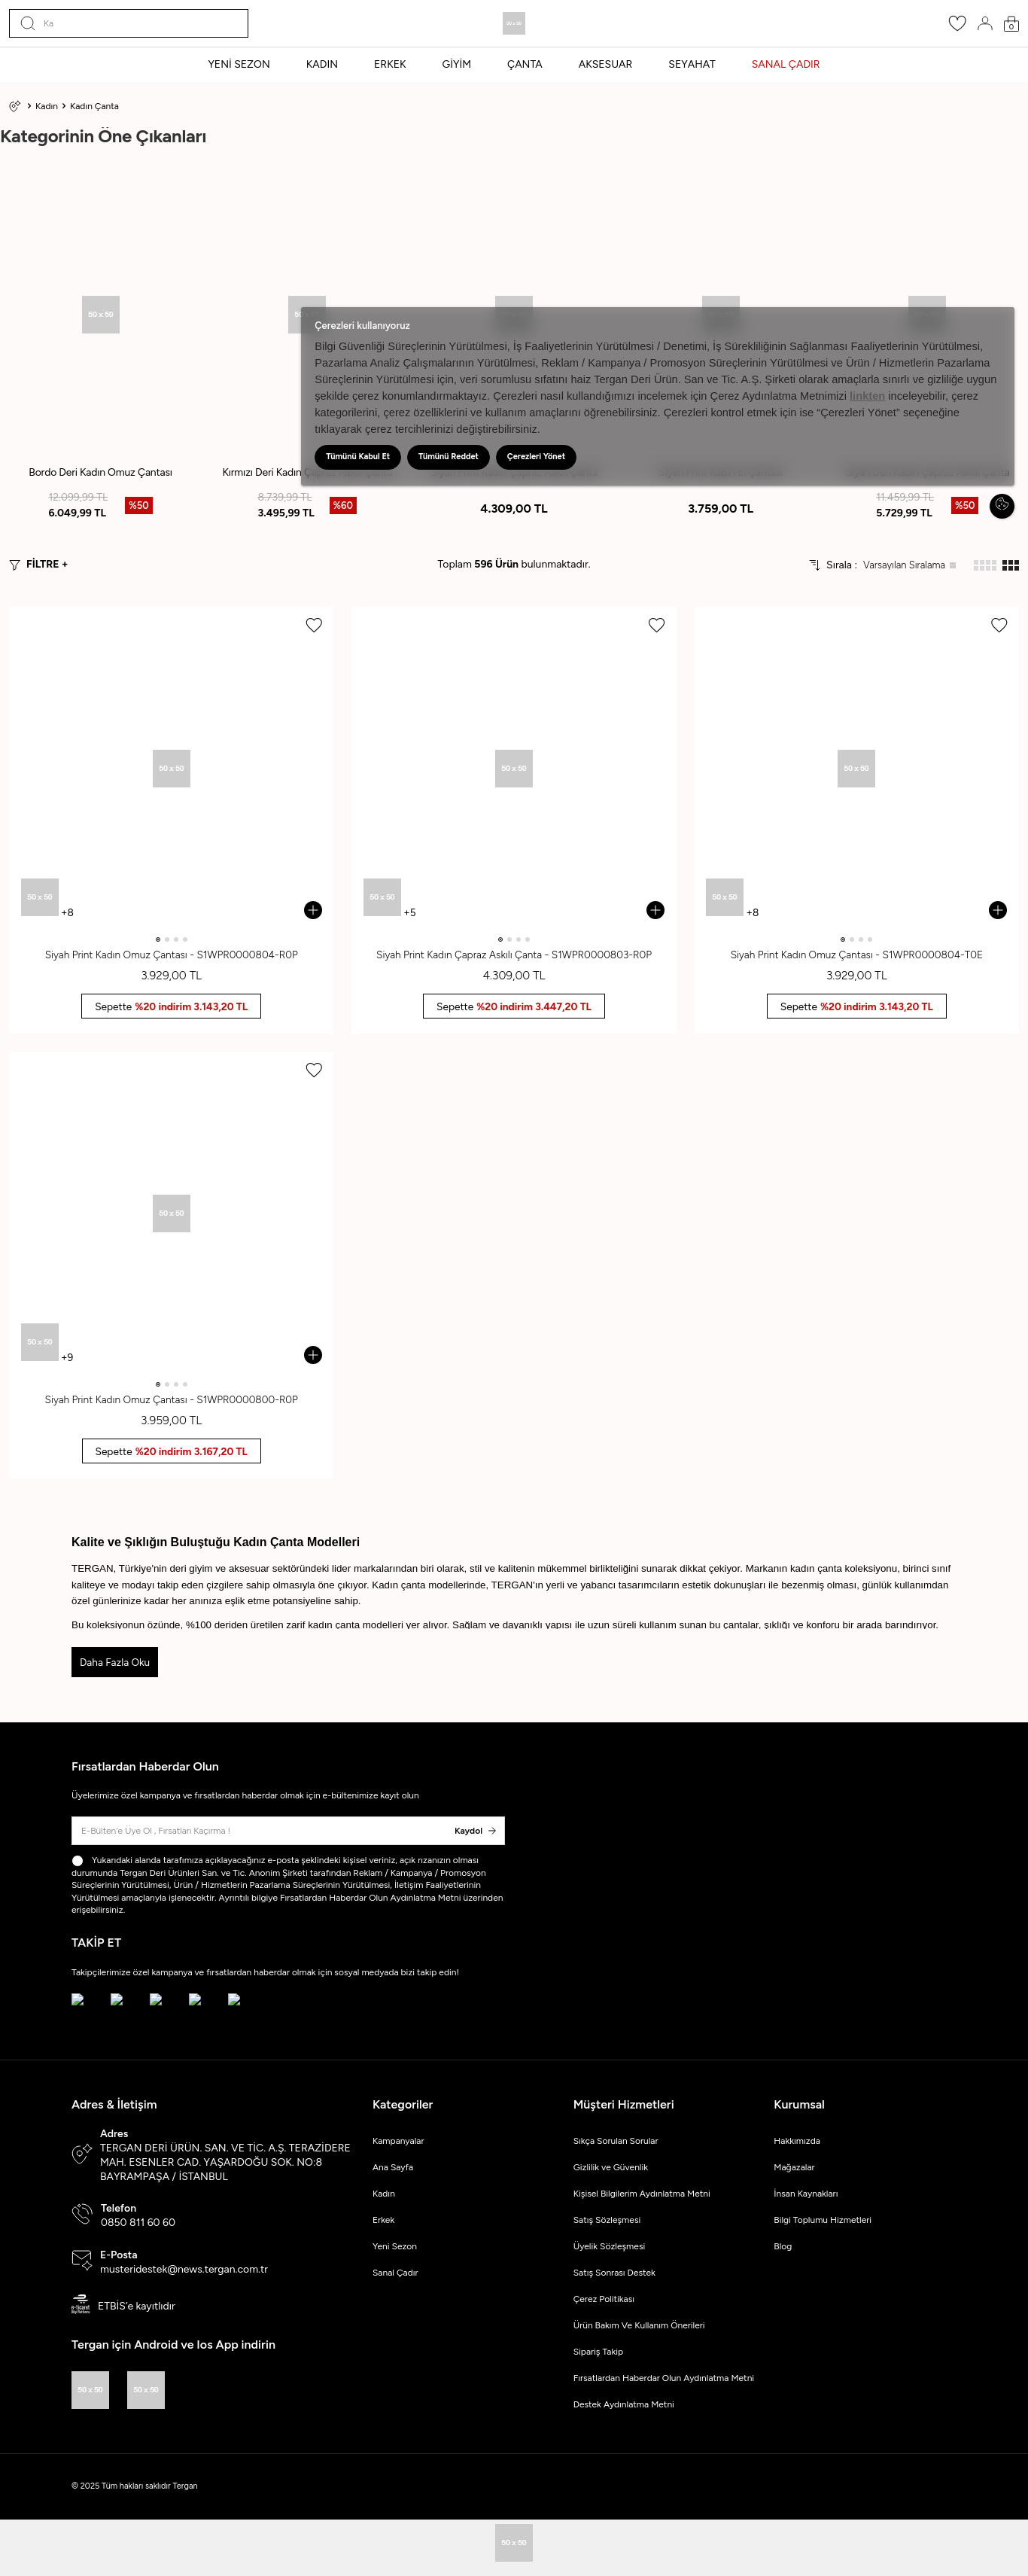 Ka
50 x 50
0
YENİ SEZON
KADIN
ERKEK
GİYİM
ÇANTA
AKSESUAR
SEYAHAT
SANAL ÇADIR
Kadın
Kadın Çanta
Kategorinin Öne Çıkanları
50 x 50
Çerezleri kullanıyoruz
Bilgi Güvenliği Süreçlerinin Yürütülmesi, İş Faaliyetlerinin Yürütülmesi / Denetimi, İş Sürekliliğinin Sağlanması Faaliyetlerinin Yürütülmesi,
Pazarlama Analiz Çalışmalarının Yürütülmesi, Reklam / Kampanya / Promosyon Süreçlerinin Yürütülmesi ve Ürün / Hizmetlerin Pazarlama
Süreçlerinin Yürütülmesi için, veri sorumlusu sıfatını haiz Tergan Deri Ürün. San ve Tic. A.Ş. Şirketi olarak amaçlarla sınırlı ve gizliliğe uygun
şekilde çerez konumlandırmaktayız. Çerezleri nasıl kullandığımızı incelemek için Çerez Aydınlatma Metnimizi linkten inceleyebilir, çerez
kategorilerini, çerez özelliklerini ve kullanım amaçlarını öğrenebilirsiniz. Çerezleri kontrol etmek için ise “Çerezleri Yönet” seçeneğine
tıklayarak çerez tercihlerinizi değiştirebilirsiniz.
Tümünü Kabul Et
Tümünü Reddet
Çerezleri Yönet
Bordo Deri Kadın Omuz Çantası
12.099,99 TL
6.049,99 TL
%50
Kırmızı Deri Kadın
8.739,99 TL
3.495,99 TL
%60
4.309,00 TL
3.759,00 TL
11.459,99 TL
5.729,99 TL
%50
FİLTRE +
Toplam 596 Ürün bulunmaktadır.
Sırala :
Varsayılan Sıralama
50 x 50
50 x 50
50 x 50
50 x 50
+8
50 x 50
+5
50 x 50
+8
Siyah Print Kadın Omuz Çantası - S1WPR0000804-R0P
3.929,00 TL
Sepette %20 indirim 3.143,20 TL
Siyah Print Kadın Çapraz Askılı Çanta - S1WPR0000803-R0P
4.309,00 TL
Sepette %20 indirim 3.447,20 TL
Siyah Print Kadın Omuz Çantası - S1WPR0000804-T0E
3.929,00 TL
Sepette %20 indirim 3.143,20 TL
50 x 50
50 x 50
+9
Siyah Print Kadın Omuz Çantası - S1WPR0000800-R0P
3.959,00 TL
Sepette %20 indirim 3.167,20 TL
Kalite ve Şıklığın Buluştuğu Kadın Çanta Modelleri
TERGAN, Türkiye'nin deri giyim ve aksesuar sektöründeki lider markalarından biri olarak, stil ve kalitenin mükemmel birlikteliğini sunarak dikkat çekiyor. Markanın kadın çanta koleksiyonu, birinci sınıf
kaliteye ve modayı takip eden çizgilere sahip olmasıyla öne çıkıyor. Kadın çanta modellerinde, TERGAN'ın yerli ve yabancı tasarımcıların estetik dokunuşları ile bezenmiş olması, günlük kullanımdan
özel günlerinize kadar her anınıza eşlik etme potansiyeline sahip.
Bu koleksiyonun özünde, %100 deriden üretilen zarif kadın çanta modelleri yer alıyor. Sağlam ve dayanıklı yapısı ile uzun süreli kullanım sunan bu çantalar, şıklığı ve konforu bir arada barındırıyor.
Daha Fazla Oku
Fırsatlardan Haberdar Olun
Üyelerimize özel kampanya ve fırsatlardan haberdar olmak için e-bültenimize kayıt olun
E-Bülten'e Üye Ol , Fırsatları Kaçırma !
Kaydol
Yukarıdaki alanda tarafımıza açıklayacağınız e-posta şeklindeki kişisel veriniz, açık rızanızın olması
durumunda Tergan Deri Ürünleri San. ve Tic. Anonim Şirketi tarafından Reklam / Kampanya / Promosyon
Süreçlerinin Yürütülmesi, Ürün / Hizmetlerin Pazarlama Süreçlerinin Yürütülmesi, İletişim Faaliyetlerinin
Yürütülmesi amaçlarıyla işlenecektir. Ayrıntılı bilgiye Fırsatlardan Haberdar Olun Aydınlatma Metni üzerinden
erişebilirsiniz.
TAKİP ET
Takipçilerimize özel kampanya ve fırsatlardan haberdar olmak için sosyal medyada bizi takip edin!
Adres & İletişim
Adres
TERGAN DERİ ÜRÜN. SAN. VE TİC. A.Ş. TERAZİDERE
MAH. ESENLER CAD. YAŞARDOĞU SOK. NO:8
BAYRAMPAŞA / İSTANBUL
Telefon
0850 811 60 60
E-Posta
musteridestek@news.tergan.com.tr
ETBİS'e kayıtlıdır
Tergan için Android ve Ios App indirin
50 x 50
50 x 50
Kategoriler
Kampanyalar
Ana Sayfa
Kadın
Erkek
Yeni Sezon
Sanal Çadır
Müşteri Hizmetleri
Sıkça Sorulan Sorular
Gizlilik ve Güvenlik
Kişisel Bilgilerim Aydınlatma Metni
Satış Sözleşmesi
Üyelik Sözleşmesi
Satış Sonrası Destek
Çerez Politikası
Ürün Bakım Ve Kullanım Önerileri
Sipariş Takip
Fırsatlardan Haberdar Olun Aydınlatma Metni
Destek Aydınlatma Metni
Kurumsal
Hakkımızda
Mağazalar
İnsan Kaynakları
Bilgi Toplumu Hizmetleri
Blog
© 2025 Tüm hakları saklıdır Tergan
50 x 50